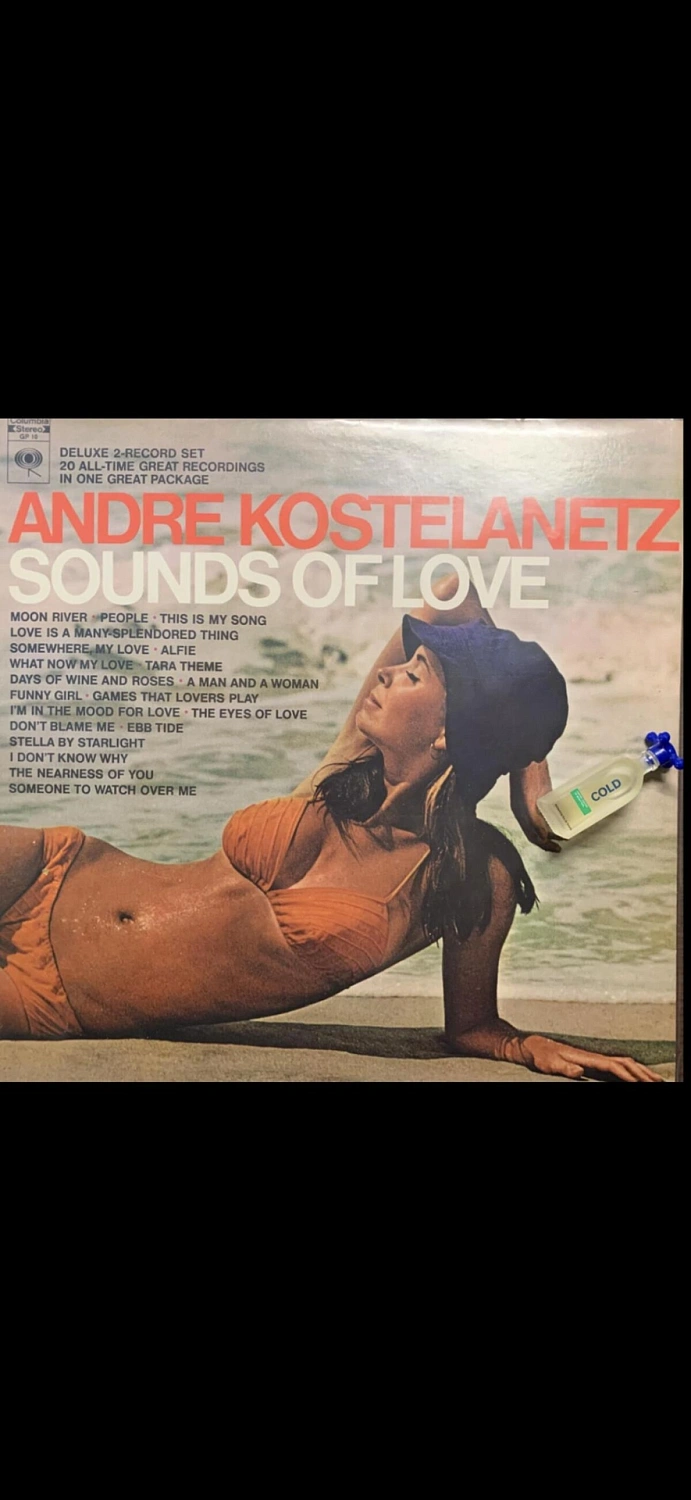 Columbia
Stereo
GP 10
DELUXE 2-RECORD SET
20 ALL-TIME GREAT RECORDINGS
IN ONE GREAT PACKAGE
ANDRE KOSTELANETZ
SOUNDS OF LOVE
MOON RIVER • PEOPLE • THIS IS MY SONG
LOVE IS A MANY-SPLENDORED THING
SOMEWHERE, MY LOVE • ALFIE
WHAT NOW MY LOVE • TARA THEME
DAYS OF WINE AND ROSES • A MAN AND A WOMAN
FUNNY GIRL • GAMES THAT LOVERS PLAY
I'M IN THE MOOD FOR LOVE • THE EYES OF LOVE
DON'T BLAME ME • EBB TIDE
STELLA BY STARLIGHT
I DON'T KNOW WHY
THE NEARNESS OF YOU
SOMEONE TO WATCH OVER ME
COLD